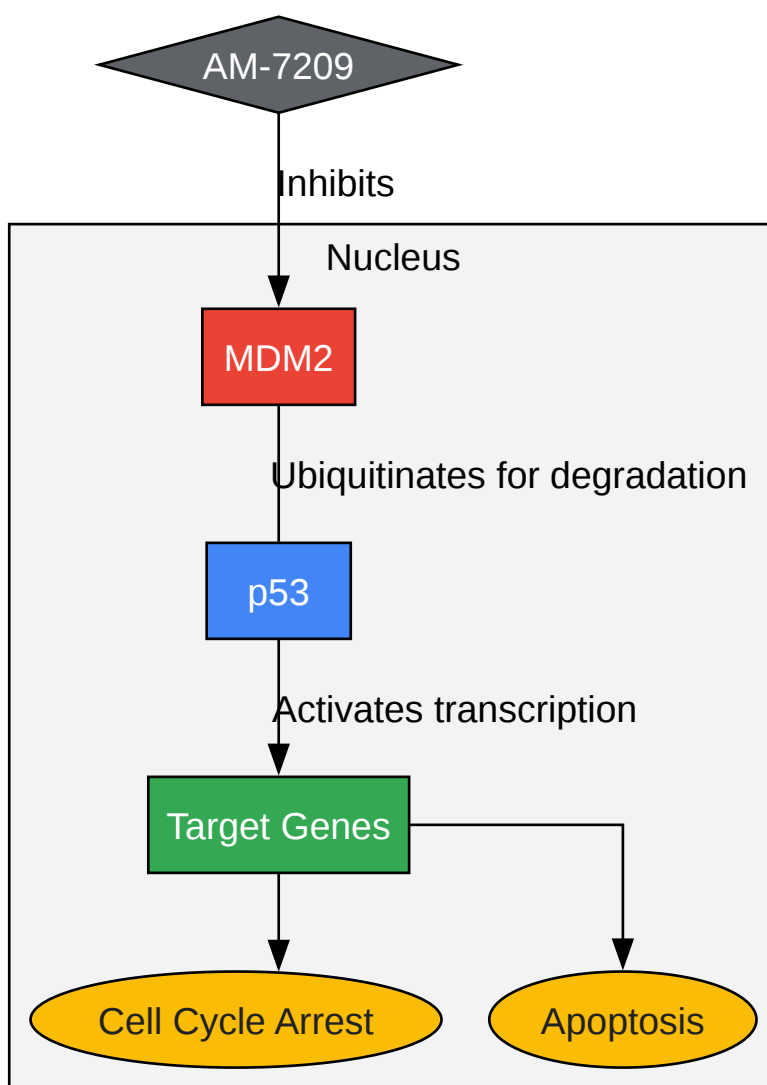 AM-7209
Inhibits
Nucleus
MDM2
Ubiquitinates for degradation
p53
Activates transcription
Target Genes
Cell Cycle Arrest
Apoptosis